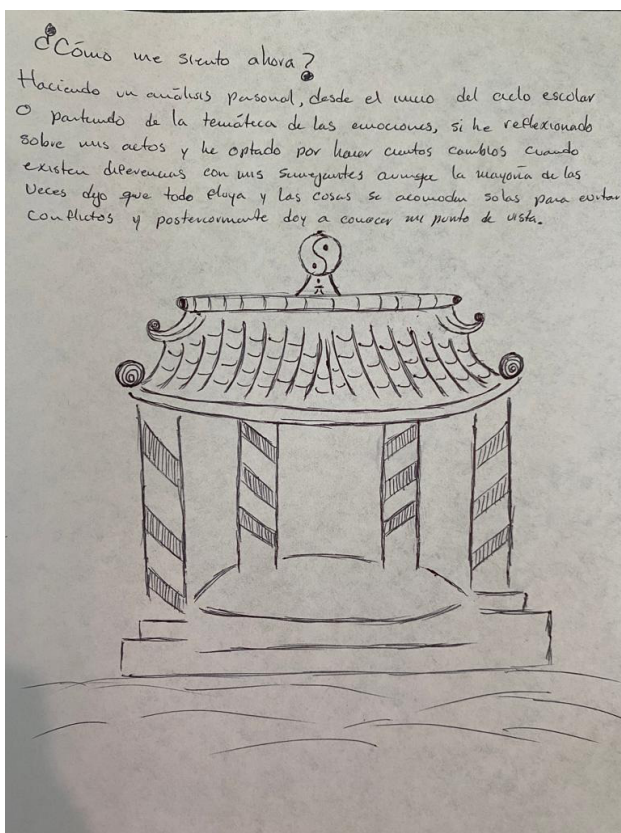 ¿Cómo me siento ahora?
Haciendo un análisis personal, desde el inicio del ciclo escolar
o partiendo de la temática de las emociones, si he reflexionado
sobre mis actos y he optado por hacer ciertos cambios cuando
existen diferencias con mis semejantes aunque la mayoría de las
veces dejo que todo fluya y las cosas se acomodan solas para evitar
conflictos y posteriormente doy a conocer mi punto de vista.